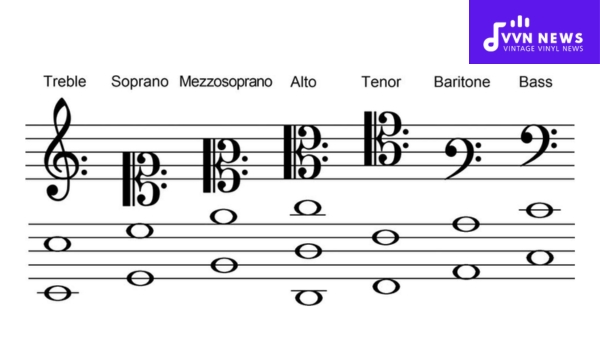 VVN NEWS
VINTAGE VINYL NEWS
Treble Soprano Mezzosoprano Alto Tenor Baritone Bass